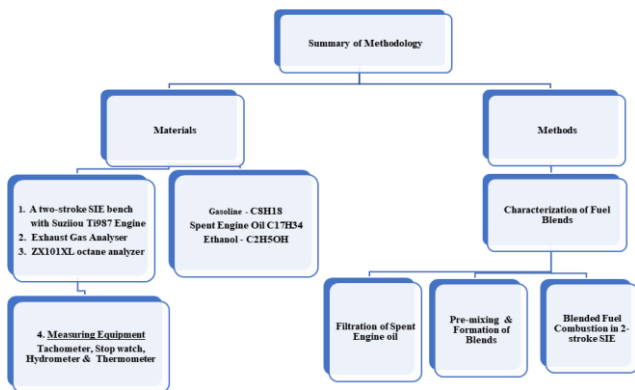 Summary of Methodology
Materials
Methods
1. A two-stroke SIE bench
with Suziiou Ti987 Engine
2. Exhaust Gas Analyser
3. ZX101XL octane analyzer
Gasoline - C8H18
Spent Engine Oil C17H34
Ethanol - C2H5OH
Characterization of Fuel
Blends
4. Measuring Equipment
Tachometer, Stop watch,
Hydrometer & Thermometer
Filtration of Spent
Engine oil
Pre-mixing & 
Formation of
Blends
Blended Fuel
Combustion in 2-
stroke SIE